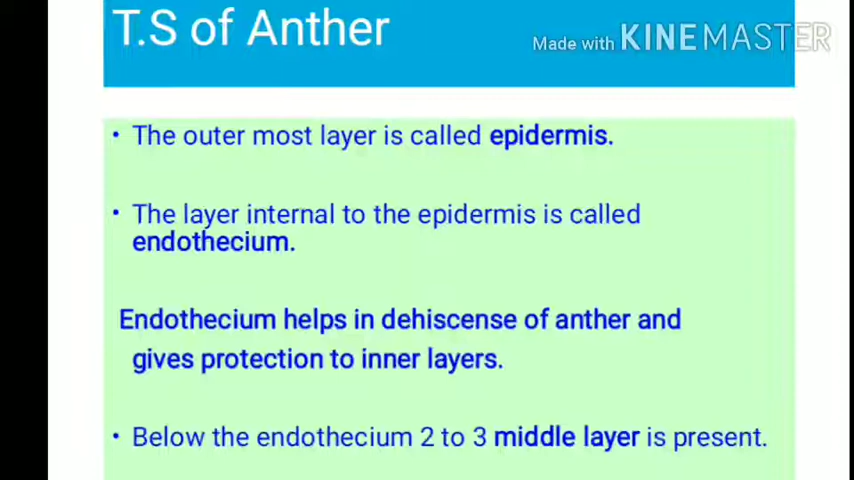 T.S of Anther
Made with KINEMASTER
• The outer most layer is called epidermis.
• The layer internal to the epidermis is called
endothecium.
Endothecium helps in dehiscense of anther and
gives protection to inner layers.
• Below the endothecium 2 to 3 middle layer is present.